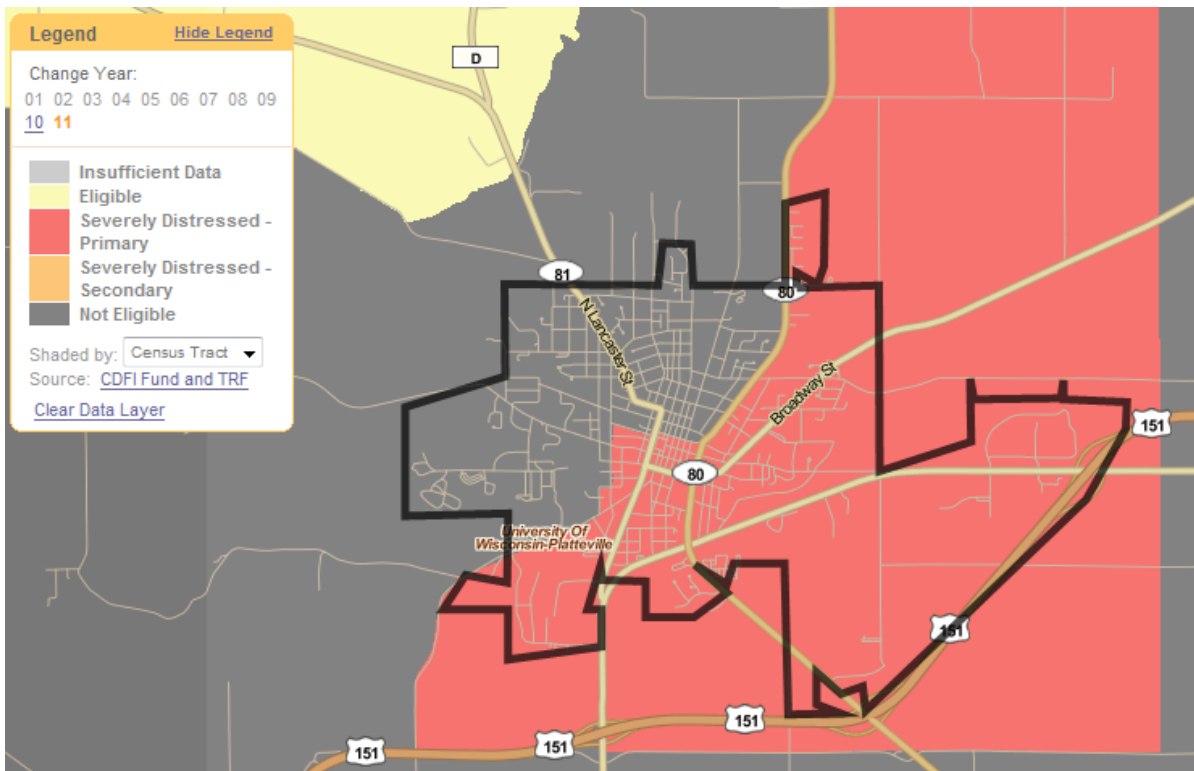 Legend Hide Legend
Change Year:
01 02 03 04 05 06 07 08 09
10 11
Insufficient Data
Eligible
Severely Distressed -
Primary
Severely Distressed -
Secondary
Not Eligible
Shaded by: Census Tract
Source: CDFI Fund and TRF
Clear Data Layer
D
81
80
N Lancaster St
Broadway St
151
80
University Of
Wisconsin-Platteville
151
151
151
151